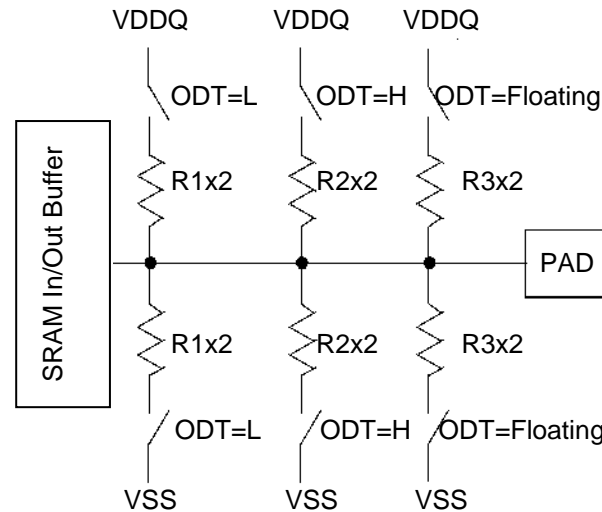 VDDQ VDDQ VDDQ
ODT=L ODT=H ODT=Floating
R1x2 R2x2 R3x2
SRAM In/Out Buffer
PAD
R1x2 R2x2 R3x2
ODT=L ODT=H ODT=Floating
VSS VSS VSS